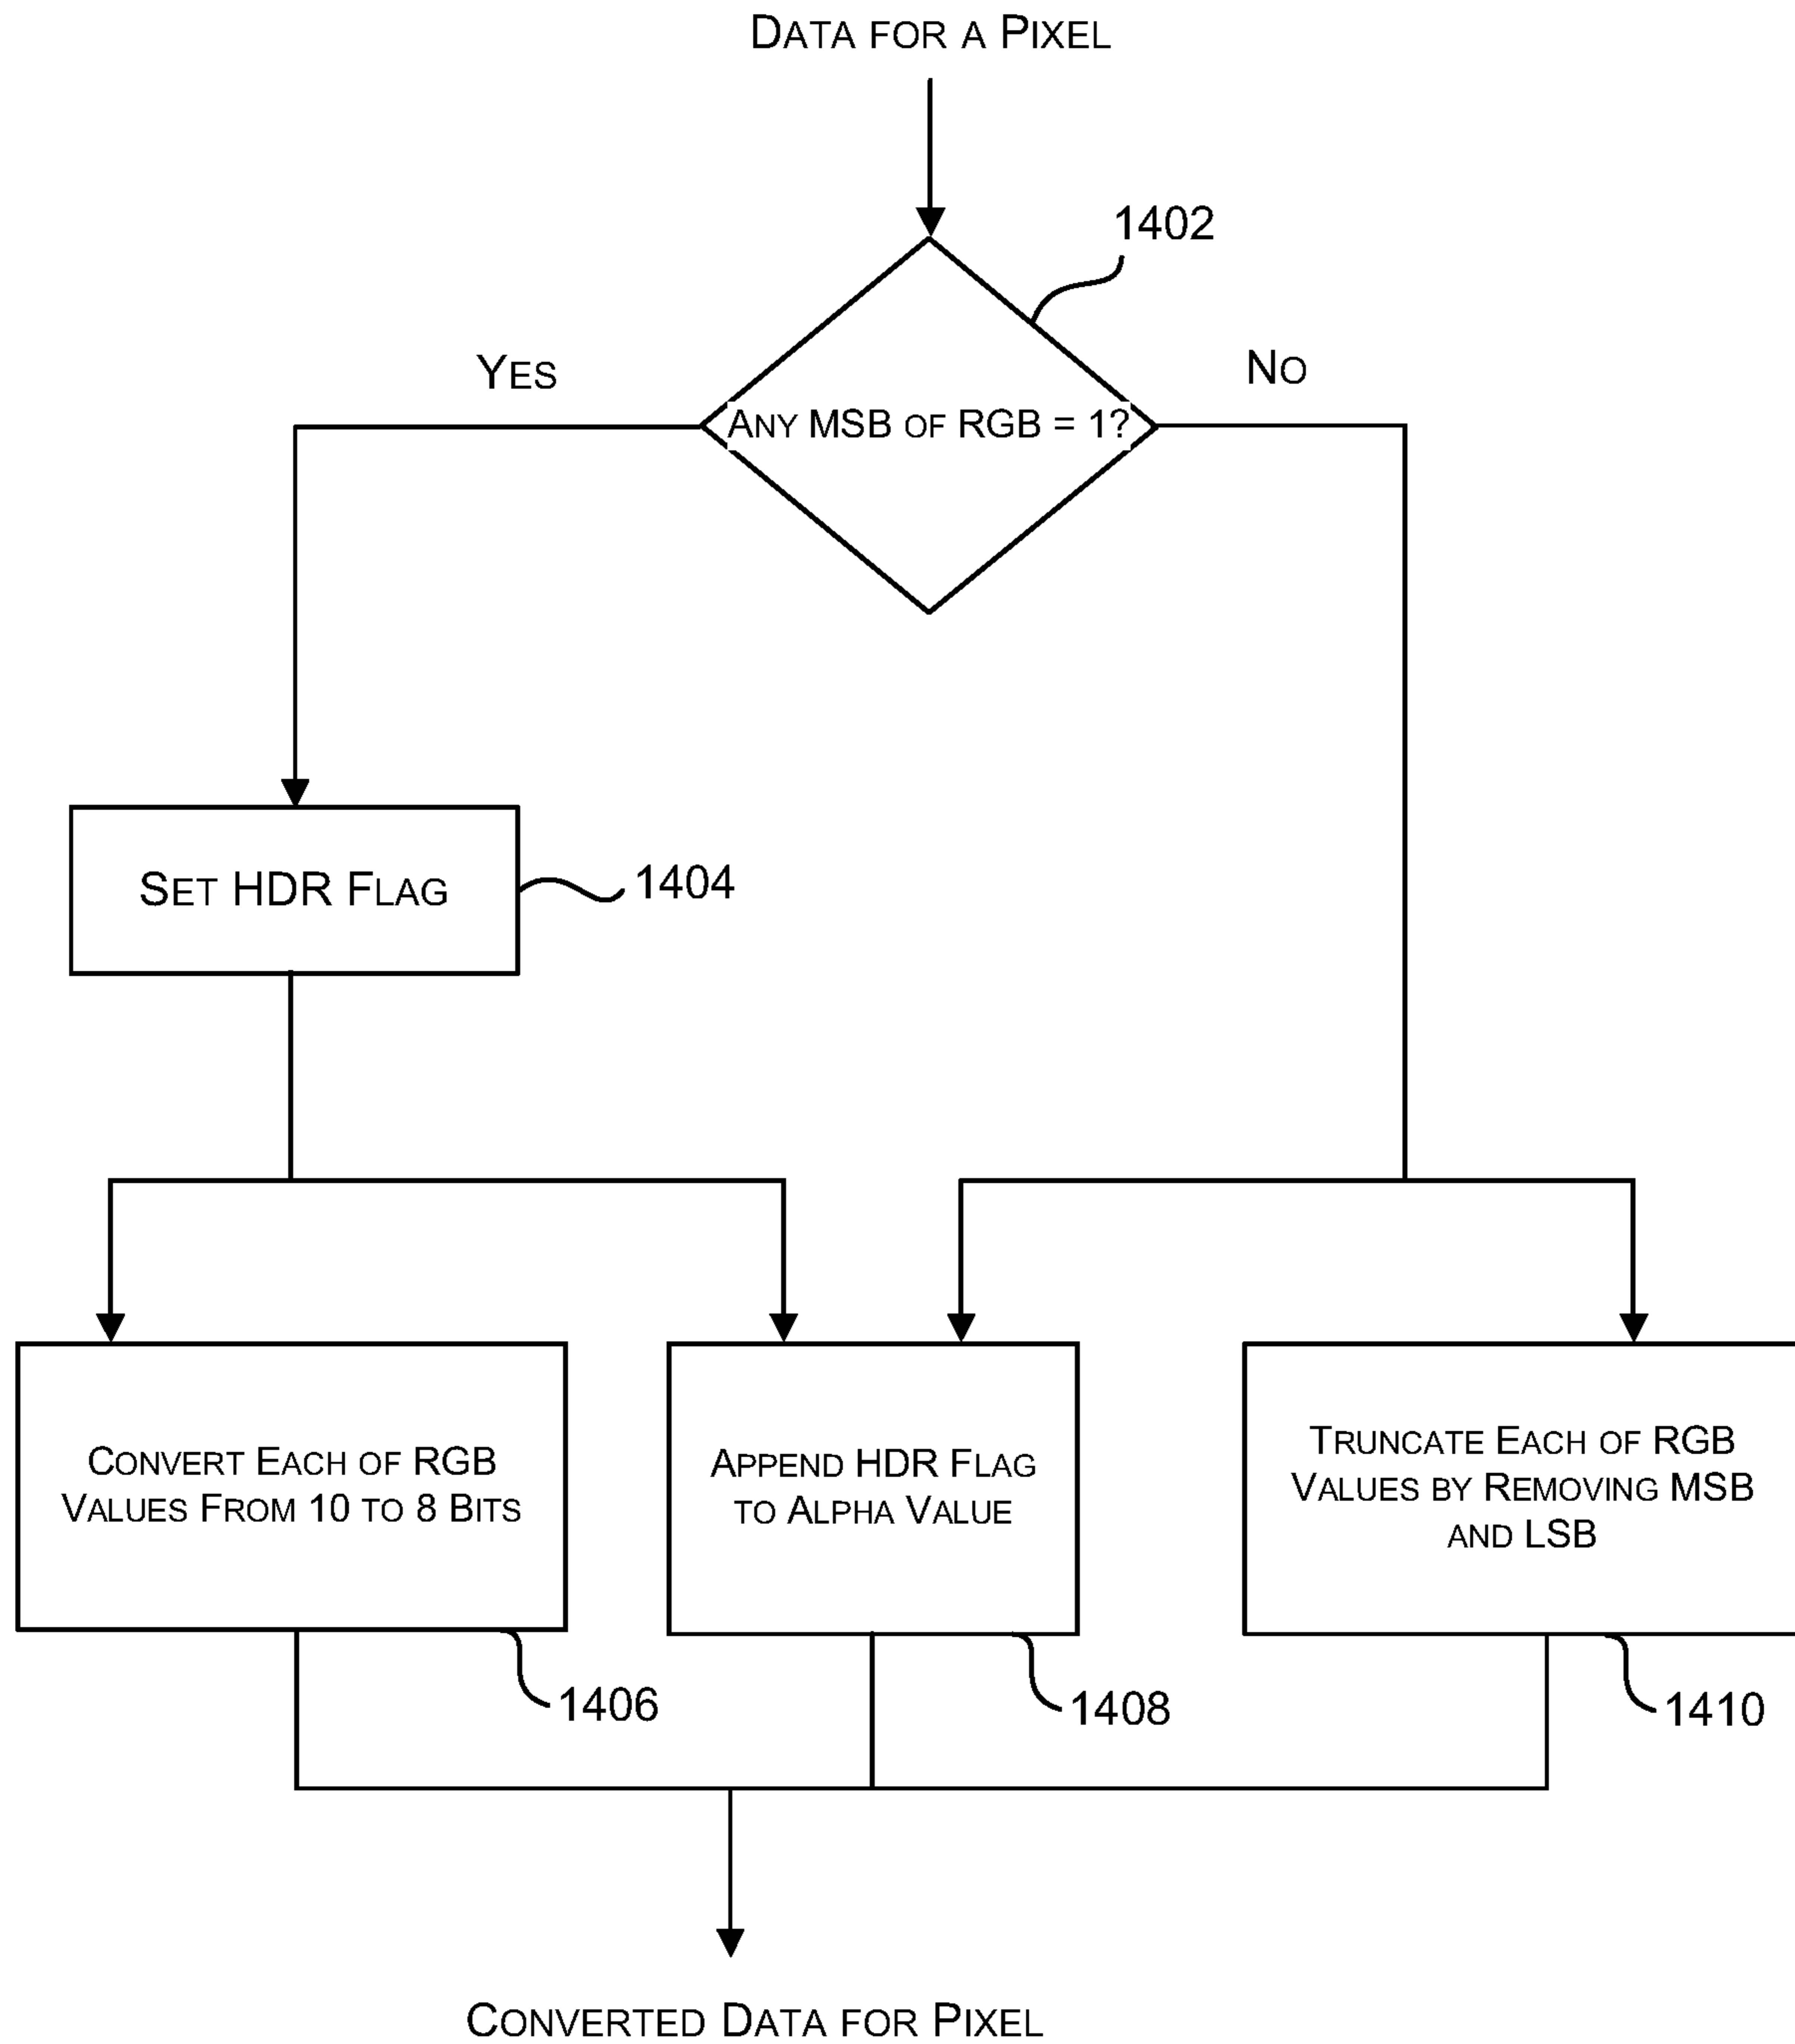 DATA FOR A PIXEL
1402
YES
NO
ANY MSB OF RGB = 1?
SET HDR FLAG
1404
CONVERT EACH OF RGB
VALUES FROM 10 TO 8 BITS
APPEND HDR FLAG
TO ALPHA VALUE
TRUNCATE EACH OF RGB
VALUES BY REMOVING MSB
AND LSB
1406
1408
1410
CONVERTED DATA FOR PIXEL